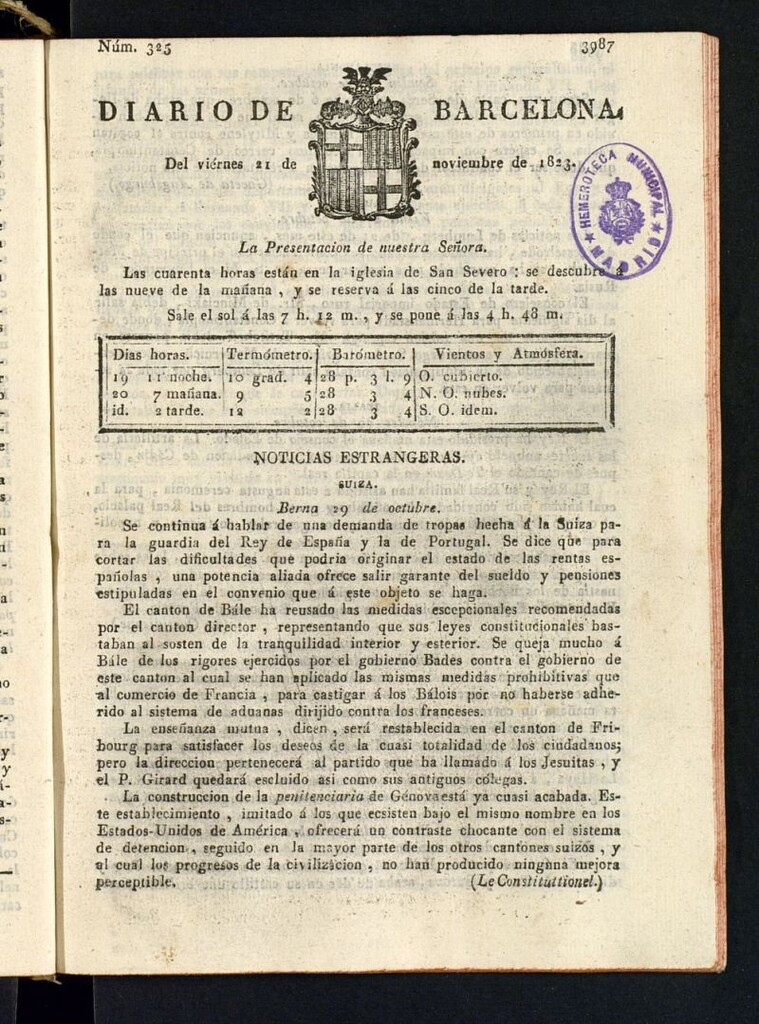 Núm. 325
3987
DIARIO DE BARCELONA,
Del viérnes 21 de noviembre de 1823.
HEMEROTECA MUNICIPAL
MADRID
La Presentacion de nuestra Señora.
Las cuarenta horas están en la iglesia de San Severo : se descubre á
las nueve de la mañana , y se reserva á las cinco de la tarde.
Sale el sol á las 7 h. 12 m. , y se pone á las 4 h. 48 m.
Dias horas. Termómetro. Barómetro. Vientos y Atmósfera.
19 11 noche. 10 grad. 4 28 p. 3 l. 9 O. cubierto.
20 7 mañana. 9 5 28 3 4 N. O. nubes.
id. 2 tarde. 12 2 28 3 4 S. O. idem.
NOTICIAS ESTRANGERAS.
SUIZA.
Berna 29 de octubre.
Se continua á hablar de una demanda de tropas hecha á la Suiza pa-
ra la guardia del Rey de España y la de Portugal. Se dice que para
cortar las dificultades que podria originar el estado de las rentas es-
pañolas , una potencia aliada ofrece salir garante del sueldo y pensiones
estipuladas en el convenio que á este objeto se haga.
El canton de Bále ha reusado las medidas escepcionales recomendadas
por el canton director , representando que sus leyes constitucionales bas-
taban al sosten de la tranquilidad interior y esterior. Se queja mucho á
Bále de los rigores ejercidos por el gobierno Bades contra el gobierno de
este canton al cual se han aplicado las mismas medidas prohibitivas que
al comercio de Francia , para castigar á los Bálois por no haberse adhe-
rido al sistema de aduanas dirijido contra los franceses.
La enseñanza mutua , dicen , será restablecida en el canton de Fri-
bourg para satisfacer los deseos de la cuasi totalidad de los ciudadanos;
pero la direccion pertenecerá al partido que ha llamado á los Jesuitas , y
el P. Girard quedará escluido asi como sus antiguos cólegas.
La construccion de la penitenciaria de Génova está ya cuasi acabada. Es-
te establecimiento , imitado á los que ecsisten bajo el mismo nombre en los
Estados-Unidos de América , ofrecerá un contraste chocante con el sistema
de detencion , seguido en la mayor parte de los otros cantones suizos , y
al cual los progresos de la civilizacion , no han producido ninguna mejora
perceptible. (Le Constituttionel.)